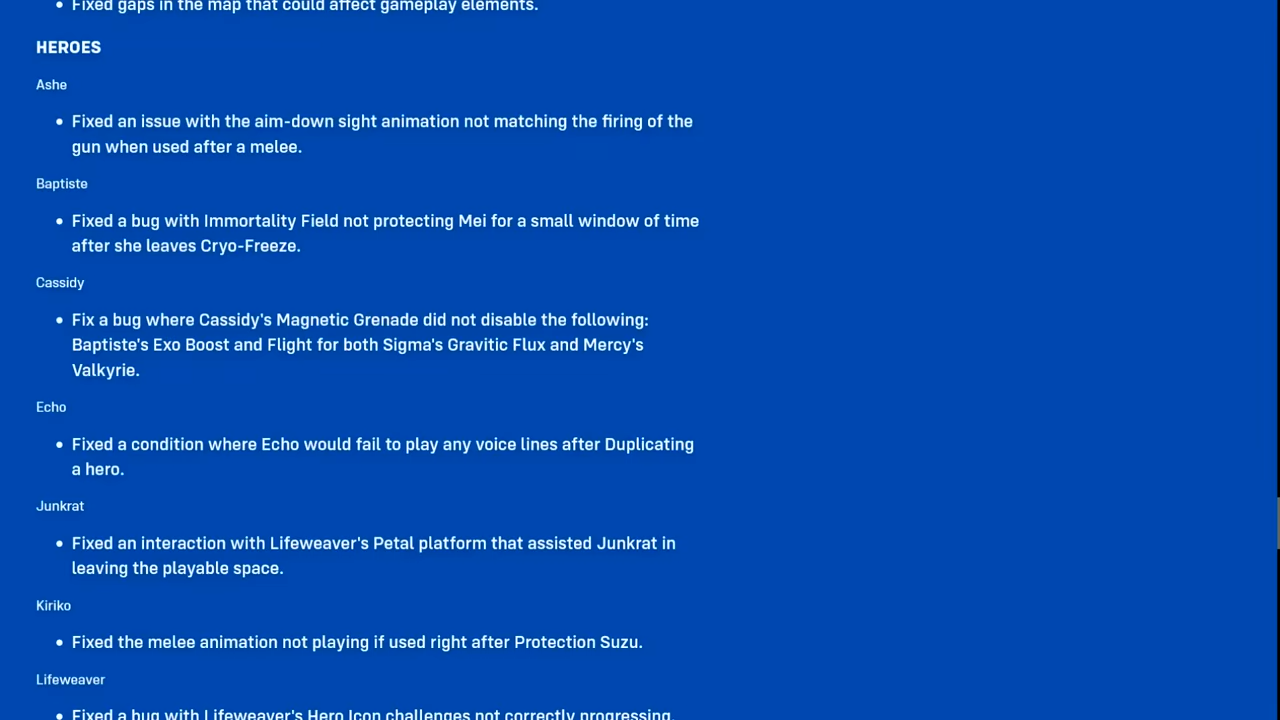 • Fixed gaps in the map that could affect gameplay elements.
HEROES
Ashe
• Fixed an issue with the aim-down sight animation not matching the firing of the
gun when used after a melee.
Baptiste
• Fixed a bug with Immortality Field not protecting Mei for a small window of time
after she leaves Cryo-Freeze.
Cassidy
• Fix a bug where Cassidy's Magnetic Grenade did not disable the following:
Baptiste's Exo Boost and Flight for both Sigma's Gravitic Flux and Mercy's
Valkyrie.
Echo
• Fixed a condition where Echo would fail to play any voice lines after Duplicating
a hero.
Junkrat
• Fixed an interaction with Lifeweaver's Petal platform that assisted Junkrat in
leaving the playable space.
Kiriko
• Fixed the melee animation not playing if used right after Protection Suzu.
Lifeweaver
• Fixed a bug with Lifeweaver's Hero Icon challenges not correctly progressing.